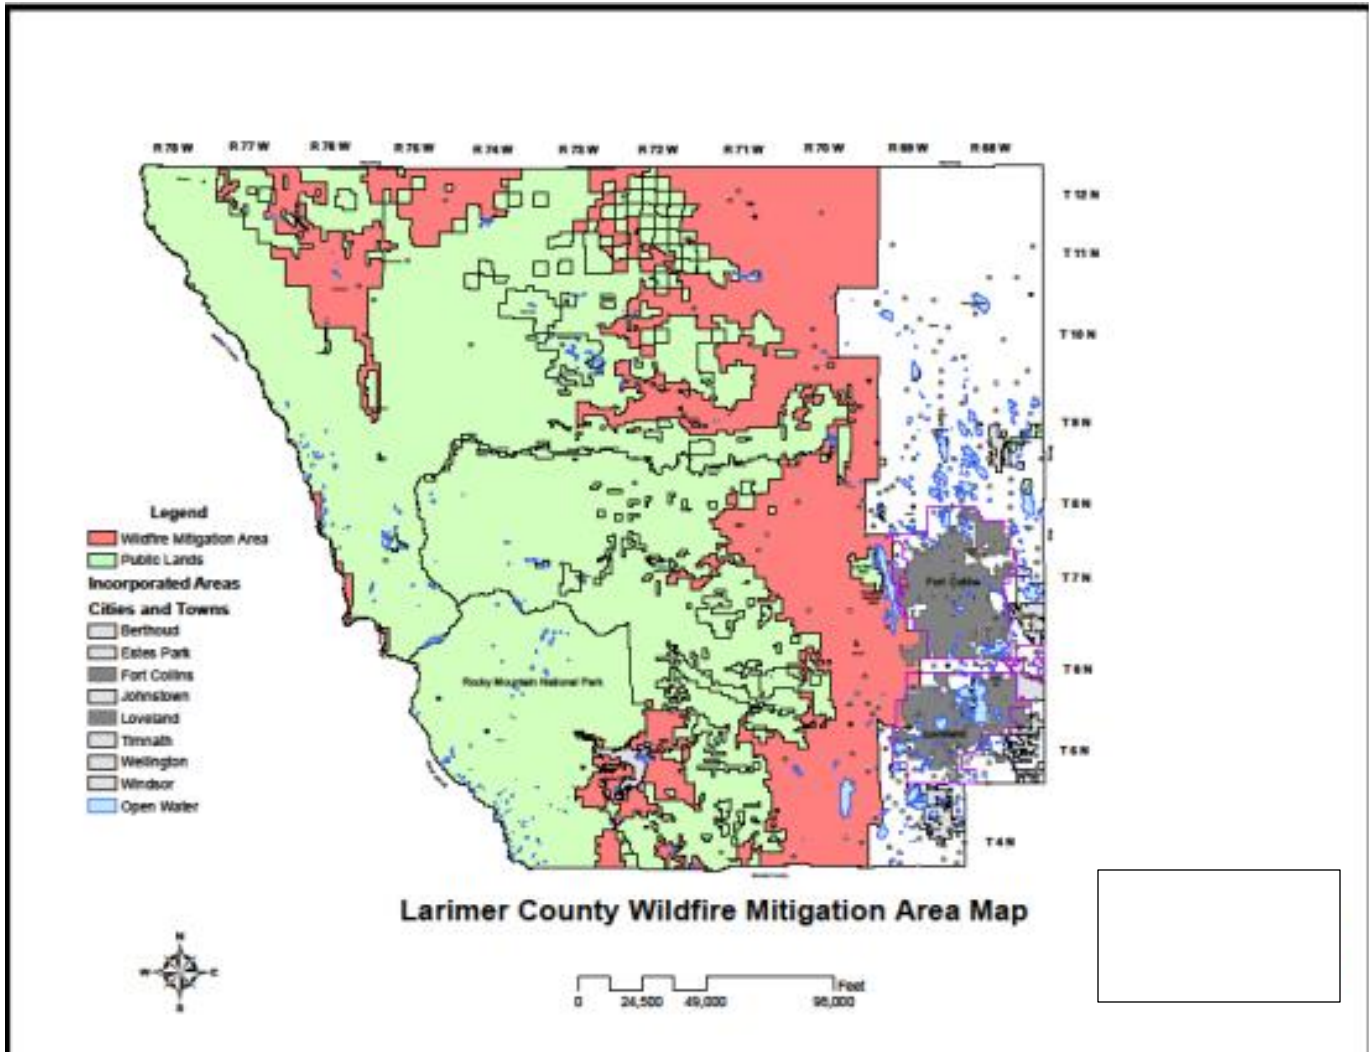 R 78 W R 77 W R 76 W R 75 W R 74 W R 73 W R 72 W R 71 W R 70 W R 69 W R 68 W
T 12 N
T 11 N
T 10 N
T 9 N
T 8 N
T 7 N
T 6 N
T 5 N
T 4 N
Fort Collins
Loveland
Rocky Mountain National Park
Legend
Wildfire Mitigation Area
Public Lands
Incorporated Areas
Cities and Towns
Berthoud
Estes Park
Fort Collins
Johnstown
Loveland
Timnath
Wellington
Windsor
Open Water
Larimer County Wildfire Mitigation Area Map
N
W E
S
Feet
0 24,500 49,000 98,000